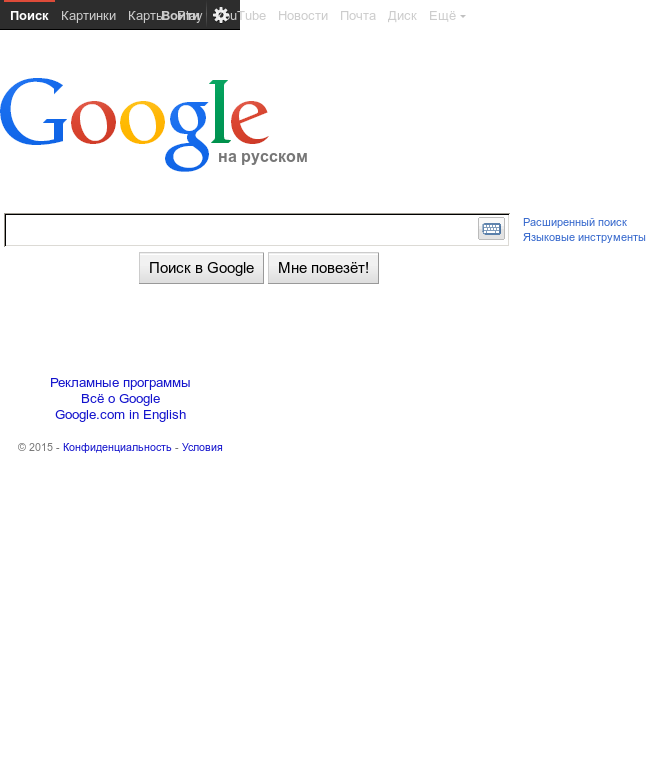 Поиск Картинки Карты Play YouTube Новости Почта Диск Ещё
Войти
Google
на русском
Расширенный поиск
Языковые инструменты
Поиск в Google Мне повезёт!
Рекламные программы
Всё о Google
Google.com in English
© 2015 - Конфиденциальность - Условия